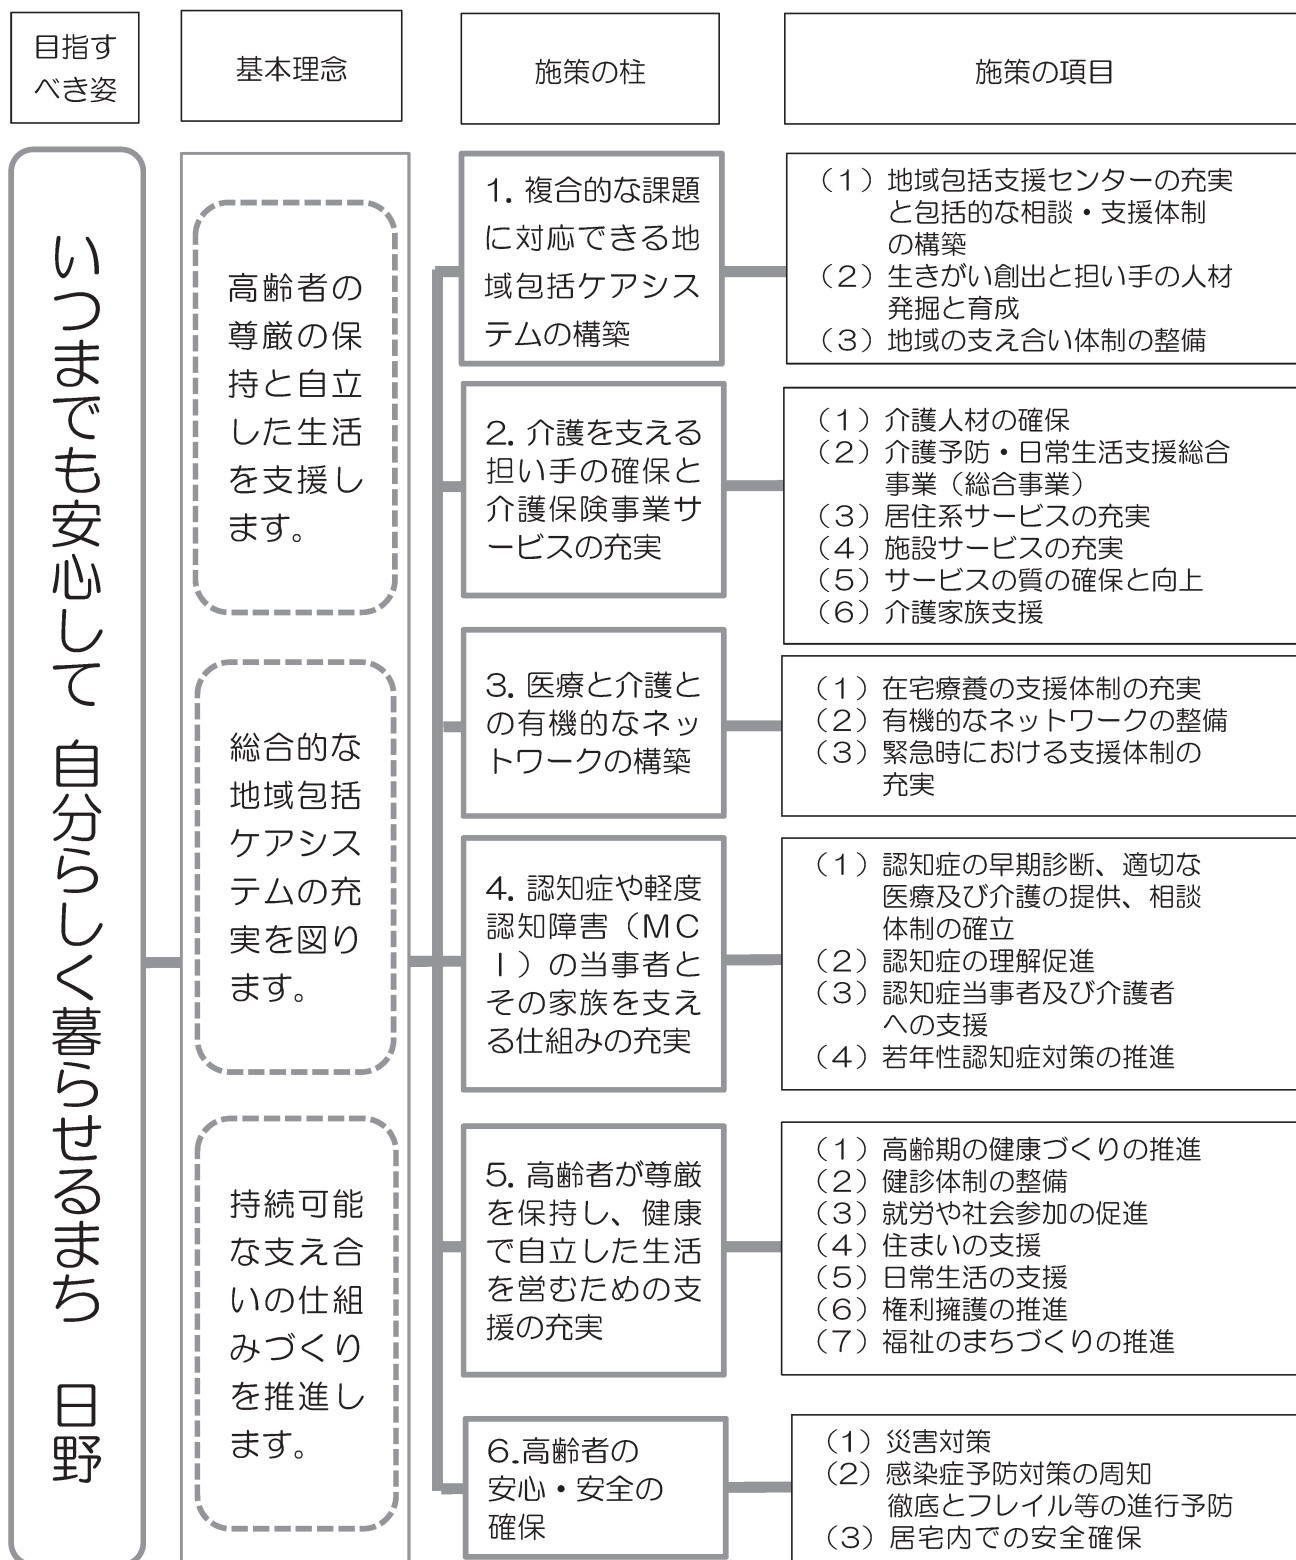 目指す
べき姿
基本理念
施策の柱
施策の項目
いつまでも安心して 自分らしく暮らせるまち 日野
高齢者の
尊厳の保
持と自立
した生活
を支援し
ます。
総合的な
地域包括
ケアシス
テムの充
実を図り
ます。
持続可能
な支え合
いの仕組
みづくり
を推進し
ます。
1. 複合的な課題
に対応できる地
域包括ケアシス
テムの構築
(1)地域包括支援センターの充実
と包括的な相談・支援体制
の構築
(2)生きがい創出と担い手の人材
発掘と育成
(3)地域の支え合い体制の整備
2. 介護を支える
担い手の確保と
介護保険事業サ
ービスの充実
(1)介護人材の確保
(2)介護予防・日常生活支援総合
事業(総合事業)
(3)居住系サービスの充実
(4)施設サービスの充実
(5)サービスの質の確保と向上
(6)介護家族支援
3. 医療と介護と
の有機的なネッ
トワークの構築
(1)在宅療養の支援体制の充実
(2)有機的なネットワークの整備
(3)緊急時における支援体制の
充実
4. 認知症や軽度
認知障害(MC
I)の当事者と
その家族を支え
る仕組みの充実
(1)認知症の早期診断、適切な
医療及び介護の提供、相談
体制の確立
(2)認知症の理解促進
(3)認知症当事者及び介護者
への支援
(4)若年性認知症対策の推進
5. 高齢者が尊厳
を保持し、健康
で自立した生活
を営むための支
援の充実
(1)高齢期の健康づくりの推進
(2)健診体制の整備
(3)就労や社会参加の促進
(4)住まいの支援
(5)日常生活の支援
(6)権利擁護の推進
(7)福祉のまちづくりの推進
6.高齢者の
安心・安全の
確保
(1)災害対策
(2)感染症予防対策の周知
徹底とフレイル等の進行予防
(3)居宅内での安全確保